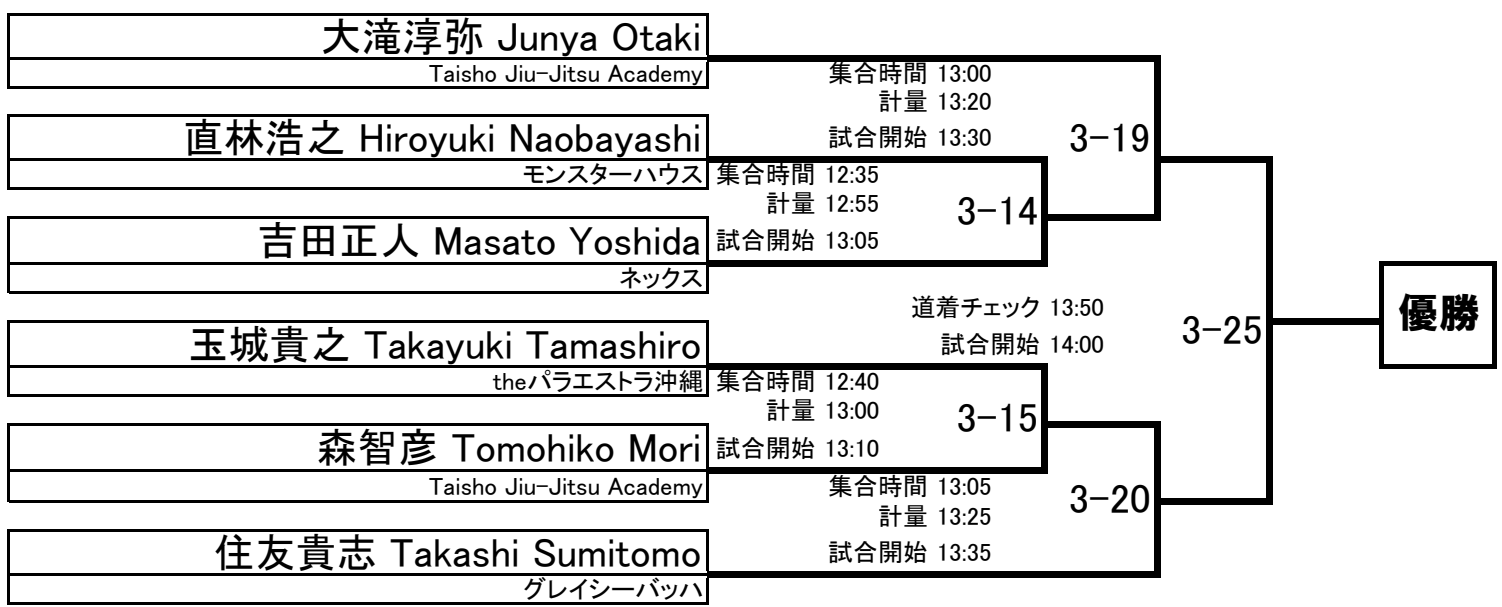 大滝淳弥 Junya Otaki
Taisho Jiu-Jitsu Academy
集合時間 13:00
計量 13:20
試合開始 13:30
3-19
直林浩之 Hiroyuki Naobayashi
モンスターハウス
集合時間 12:35
計量 12:55
試合開始 13:05
3-14
吉田正人 Masato Yoshida
ネックス
道着チェック 13:50
試合開始 14:00
3-25
優勝
玉城貴之 Takayuki Tamashiro
theパラエストラ沖縄
集合時間 12:40
計量 13:00
試合開始 13:10
3-15
森智彦 Tomohiko Mori
Taisho Jiu-Jitsu Academy
集合時間 13:05
計量 13:25
試合開始 13:35
3-20
住友貴志 Takashi Sumitomo
グレイシーバッハ